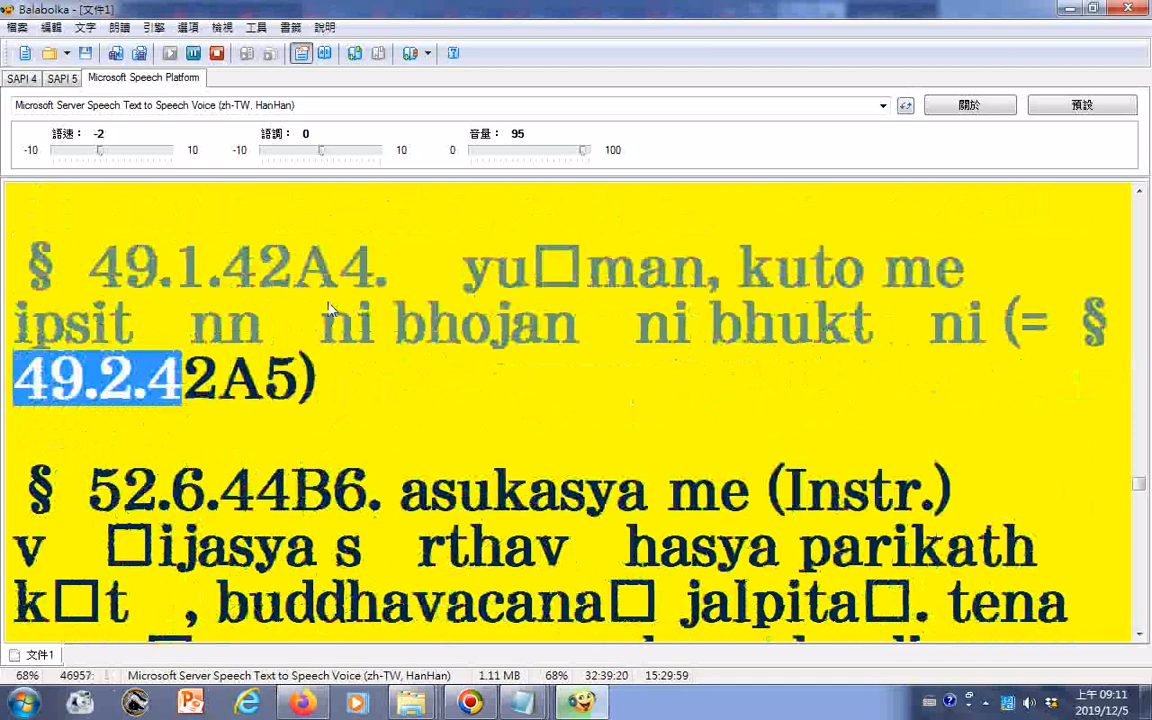 Balabolka - [文件1]
檔案 編輯 文字 朗讀 引擎 選項 檢視 工具 書籤 說明
SAPI 4 SAPI 5 Microsoft Speech Platform
Microsoft Server Speech Text to Speech Voice (zh-TW, HanHan) 關於 預設
語速： -2 語調： 0 音量： 95
-10 10 -10 10 0 100
§ 49.1.42A4. yu□man, kuto me
ipsit nn ni bhojan ni bhukt ni (= §
49.2.42A5)
§ 52.6.44B6. asukasya me (Instr.)
v □ijasya s rthav hasya parikath
k□t , buddhavacana□ jalpita□. tena
文件1
68% 46957: Microsoft Server Speech Text to Speech Voice (zh-TW, HanHan) 1.11 MB 68% 32:39:20 15:29:59
上午 09:11
2019/12/5